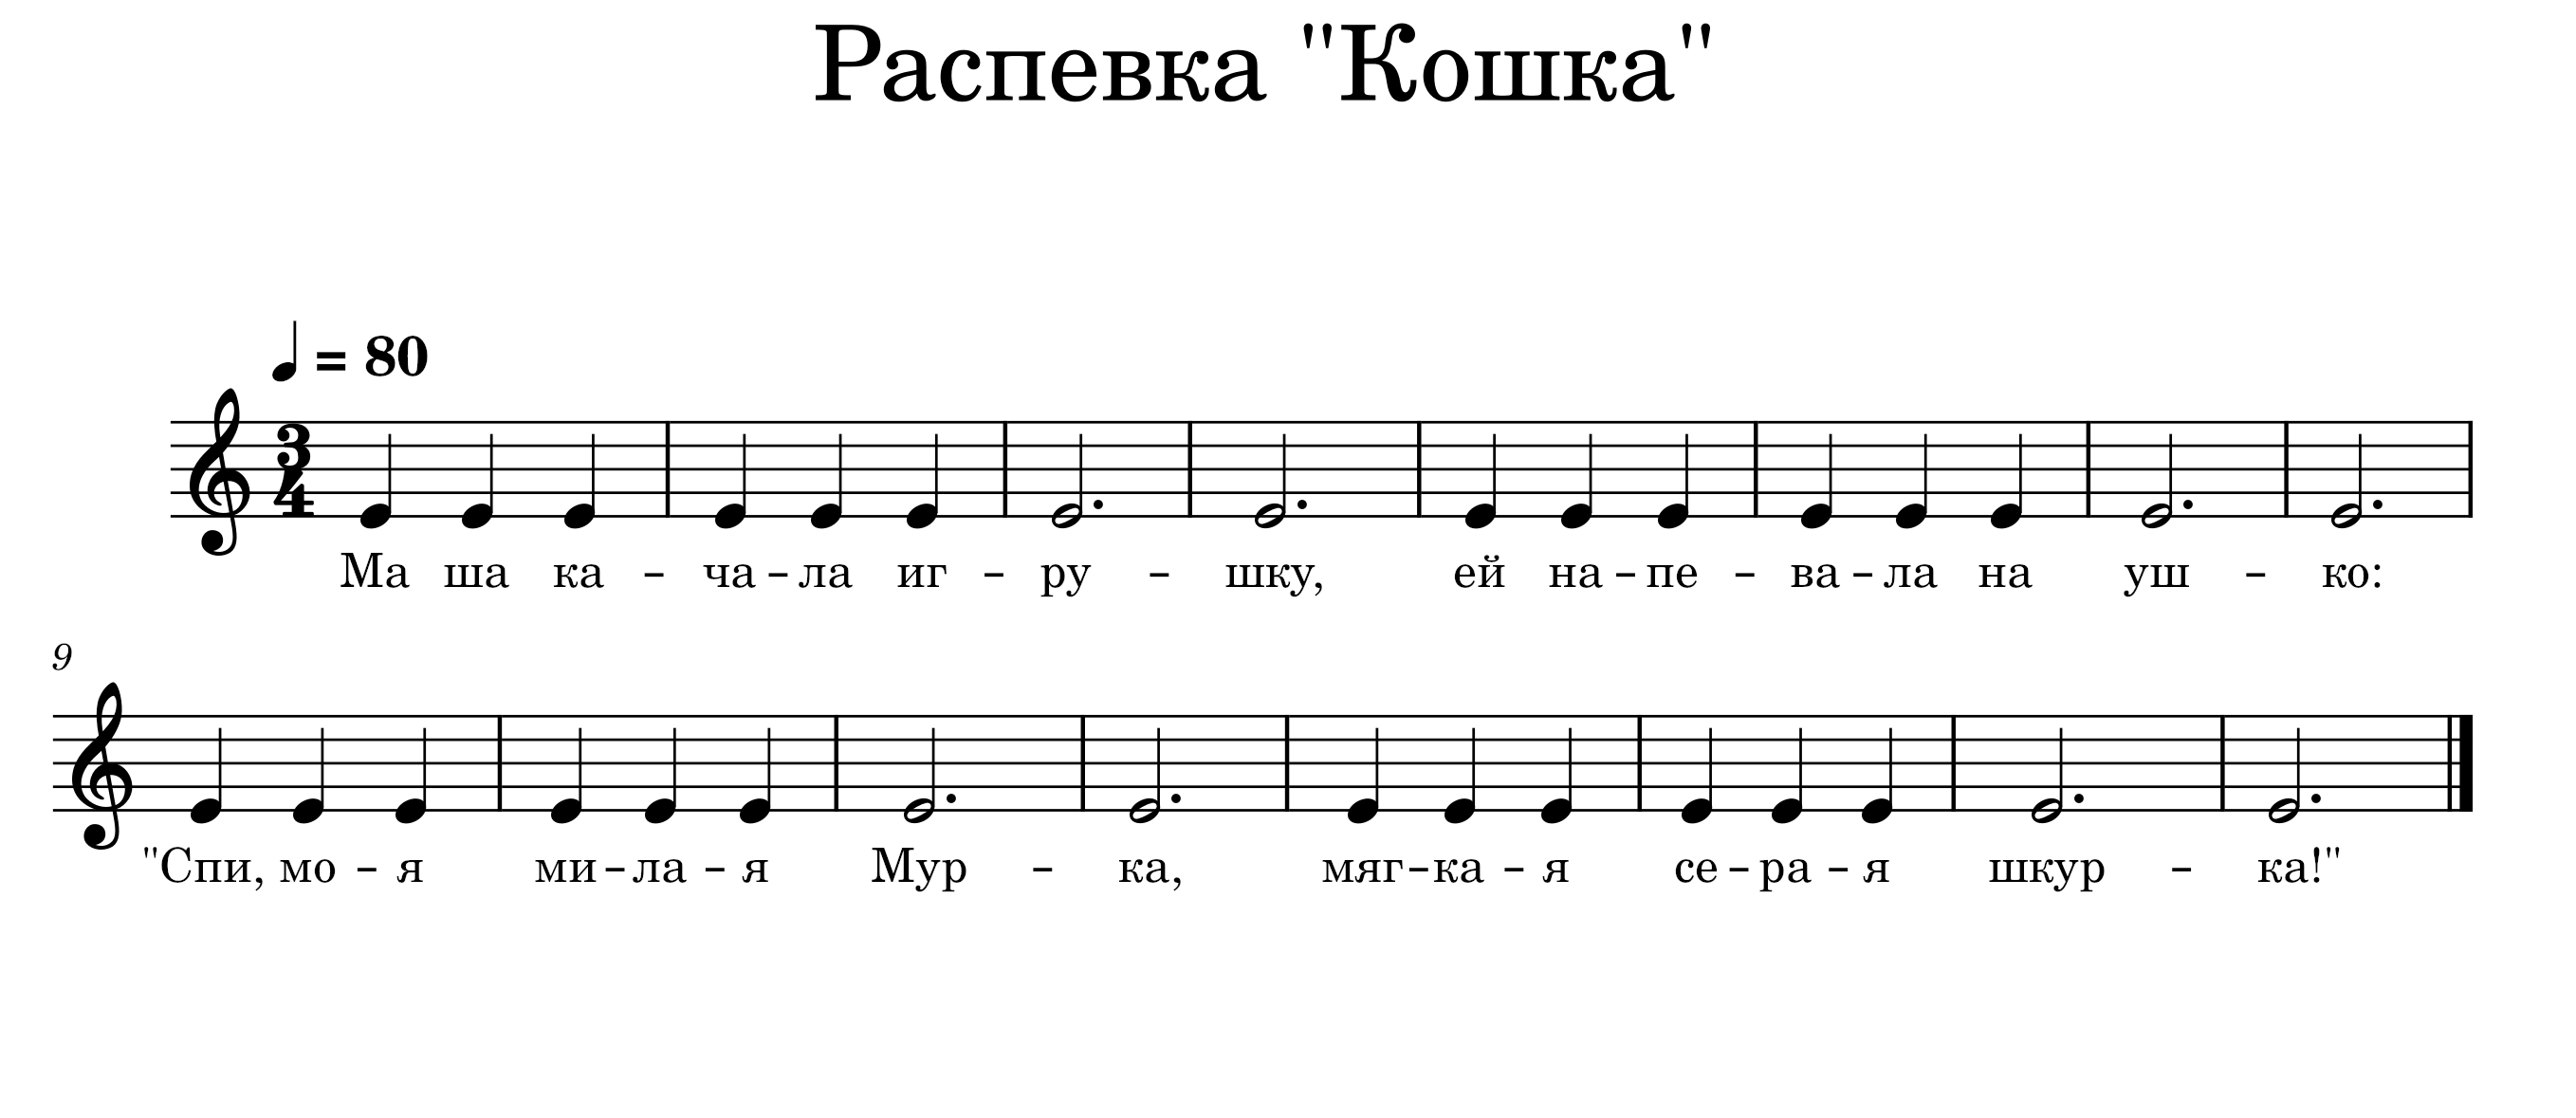 Распевка "Кошка"
= 80
3
4
Ма ша ка – ча – ла иг – ру – шку, ей на – пе – ва – ла на уш – ко:
9
"Спи, мо – я ми – ла – я Мур – ка, мяг – ка – я се – ра – я шкур – ка!"